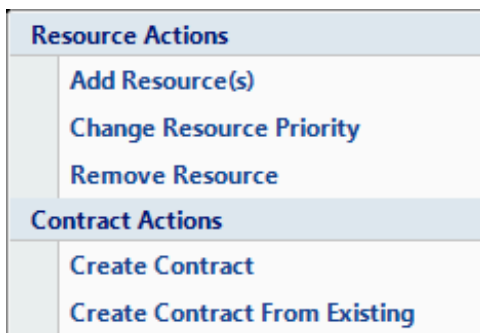 Resource Actions
Add Resource(s)
Change Resource Priority
Remove Resource
Contract Actions
Create Contract
Create Contract From Existing